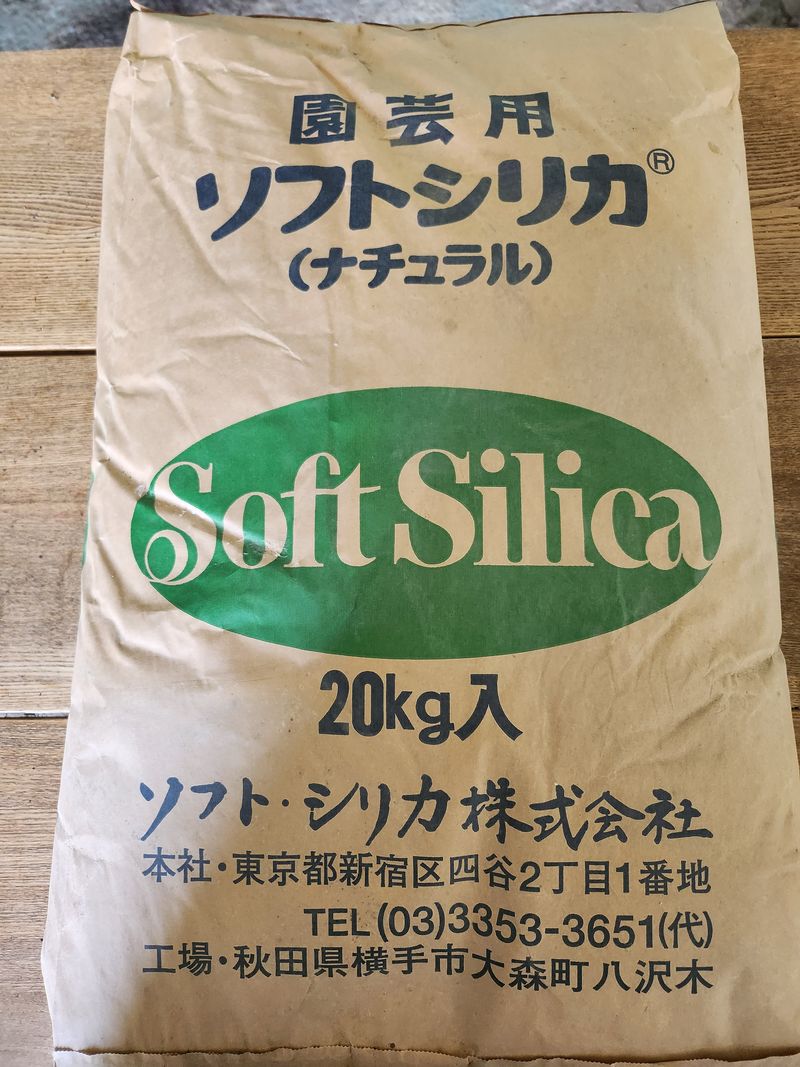 園芸用
ソフトシリカ®
(ナチュラル)
Soft Silica
20kg入
ソフト・シリカ株式会社
本社・東京都新宿区四谷2丁目1番地
TEL(03)3353-3651(代)
工場・秋田県横手市大森町八沢木